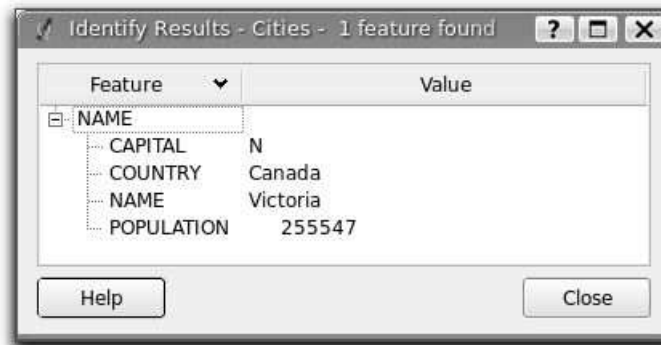 Identify Results - Cities - 1 feature found
Feature Value
NAME
CAPITAL N
COUNTRY Canada
NAME Victoria
POPULATION 255547
Help Close